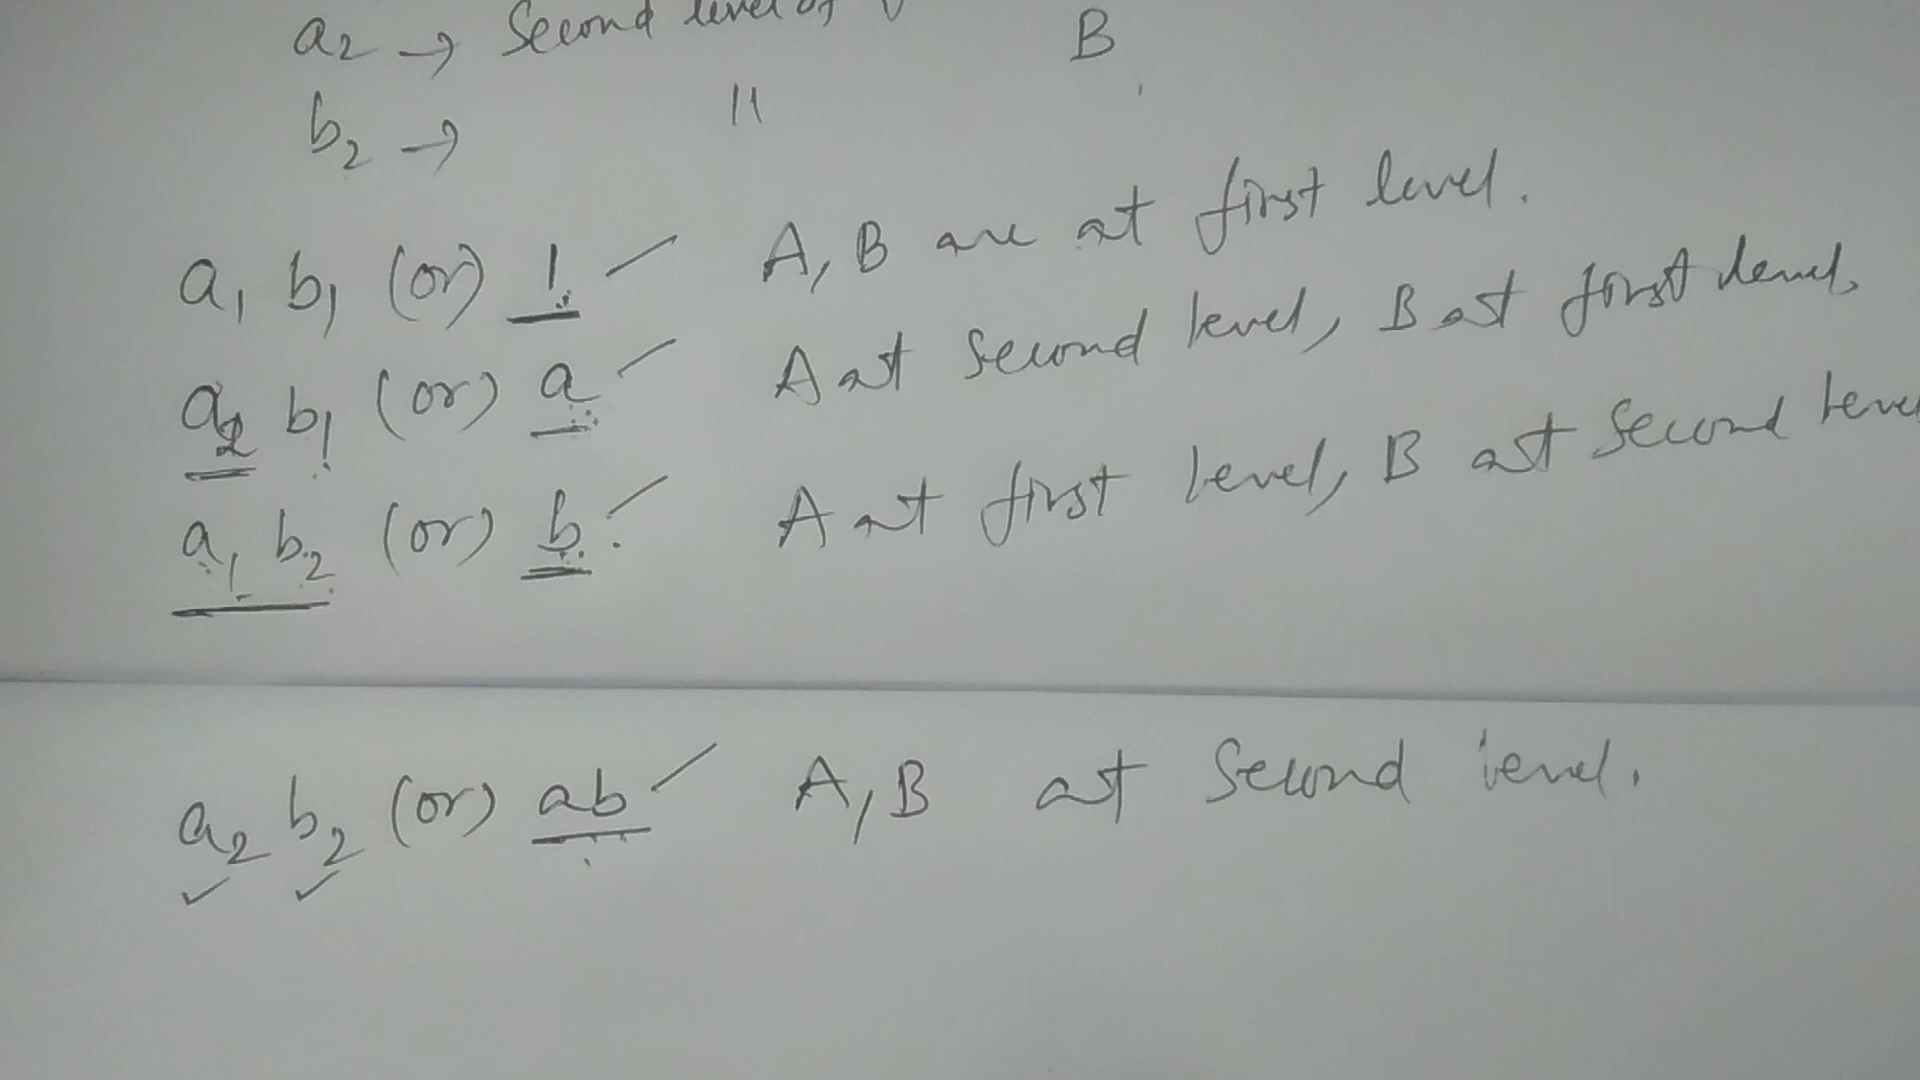 a2 → Second level of
b2 → 11 B
a1 b1 (or) 1 A, B are at first level.
a2 b1 (or) a A at Second level, B at first level,
a1 b2 (or) b A at first level, B at Second leve
a2 b2 (or) ab A, B at Second level.